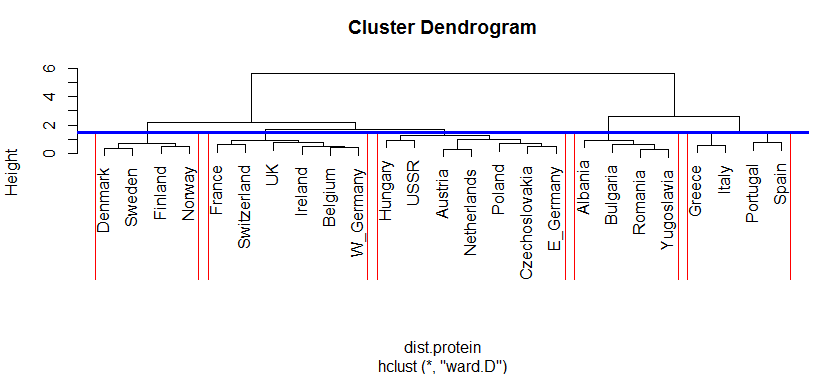 Cluster Dendrogram
Height
6
4
2
0
Denmark
Sweden
Finland
Norway
France
Switzerland
UK
Ireland
Belgium
W_Germany
Hungary
USSR
Austria
Netherlands
Poland
Czechoslovakia
E_Germany
Albania
Bulgaria
Romania
Yugoslavia
Greece
Italy
Portugal
Spain
dist.protein
hclust (*, "ward.D")